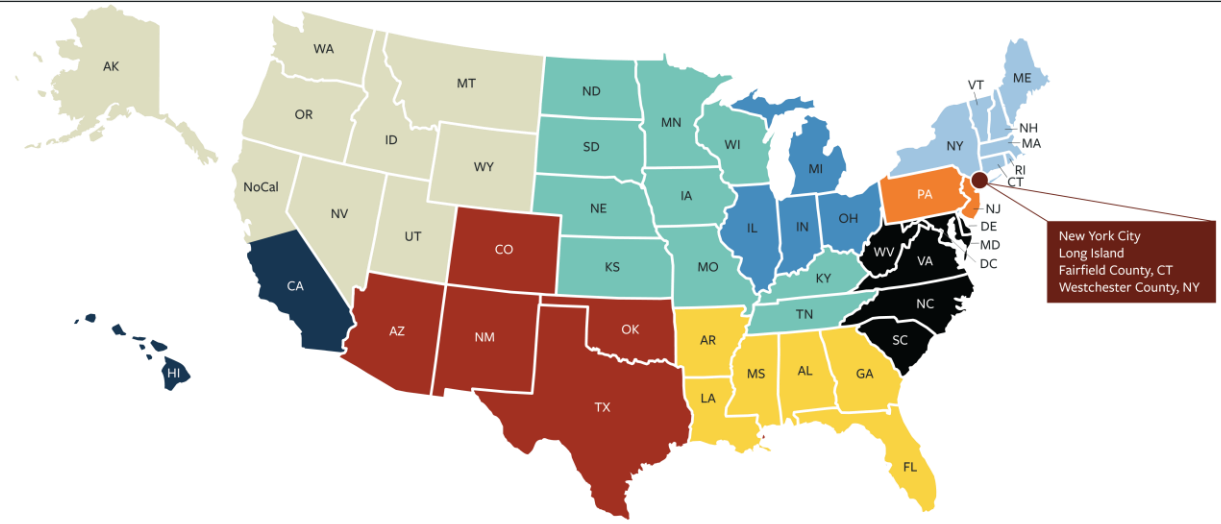 AK
WA
MT
OR
ID
WY
NoCal
NV
UT
CO
CA
HI
AZ
NM
OK
TX
ND
SD
NE
KS
MN
IA
MO
WI
MI
IL
IN
OH
KY
TN
AR
LA
MS
AL
GA
FL
WV
VA
NC
SC
PA
NY
VT
ME
NH
MA
RI
CT
NJ
DE
MD
DC
New York City
Long Island
Fairfield County, CT
Westchester County, NY